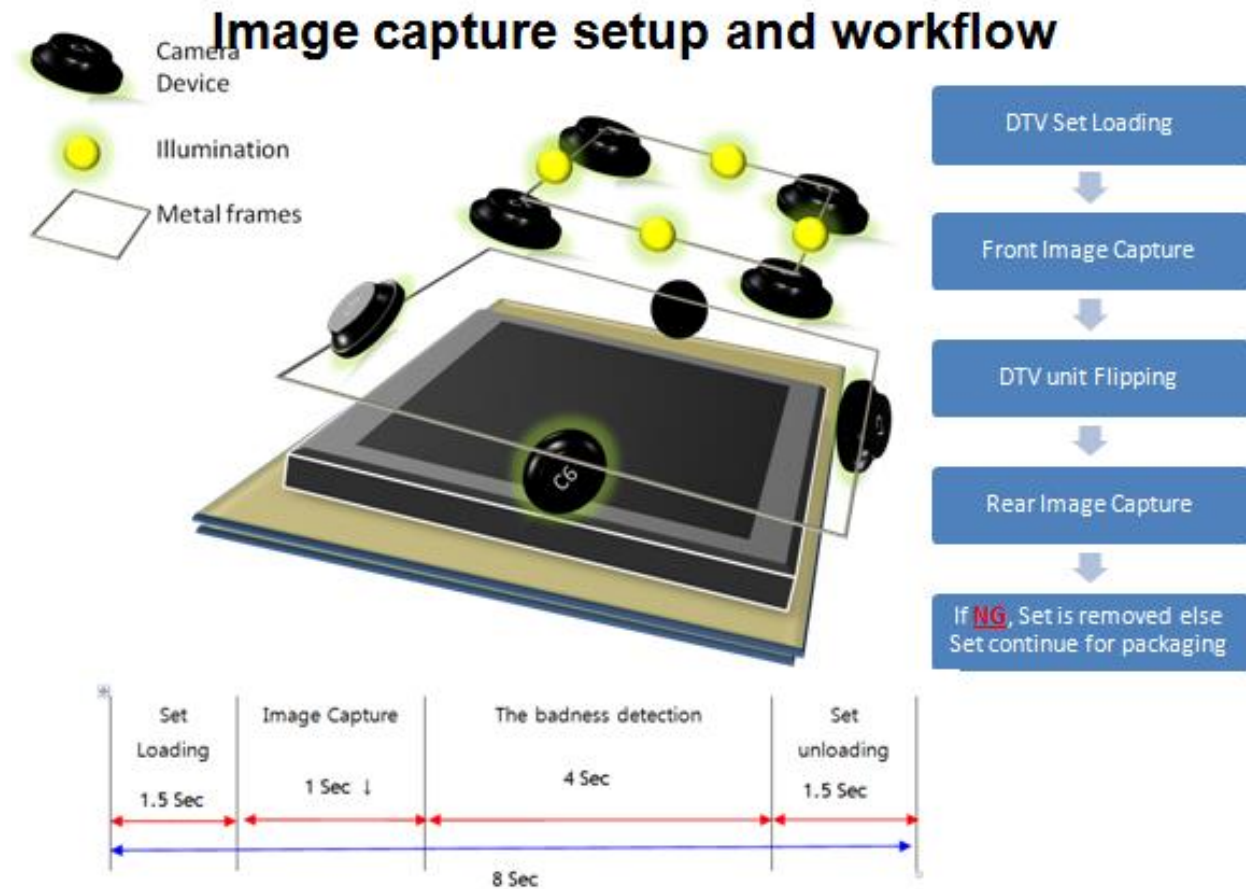 Image capture setup and workflow
Camera
Device
Illumination
Metal frames
C6
DTV Set Loading
Front Image Capture
DTV unit Flipping
Rear Image Capture
If NG, Set is removed else
Set continue for packaging
Set
Loading
1.5 Sec
Image Capture
1 Sec ↓
The badness detection
4 Sec
Set
unloading
1.5 Sec
8 Sec